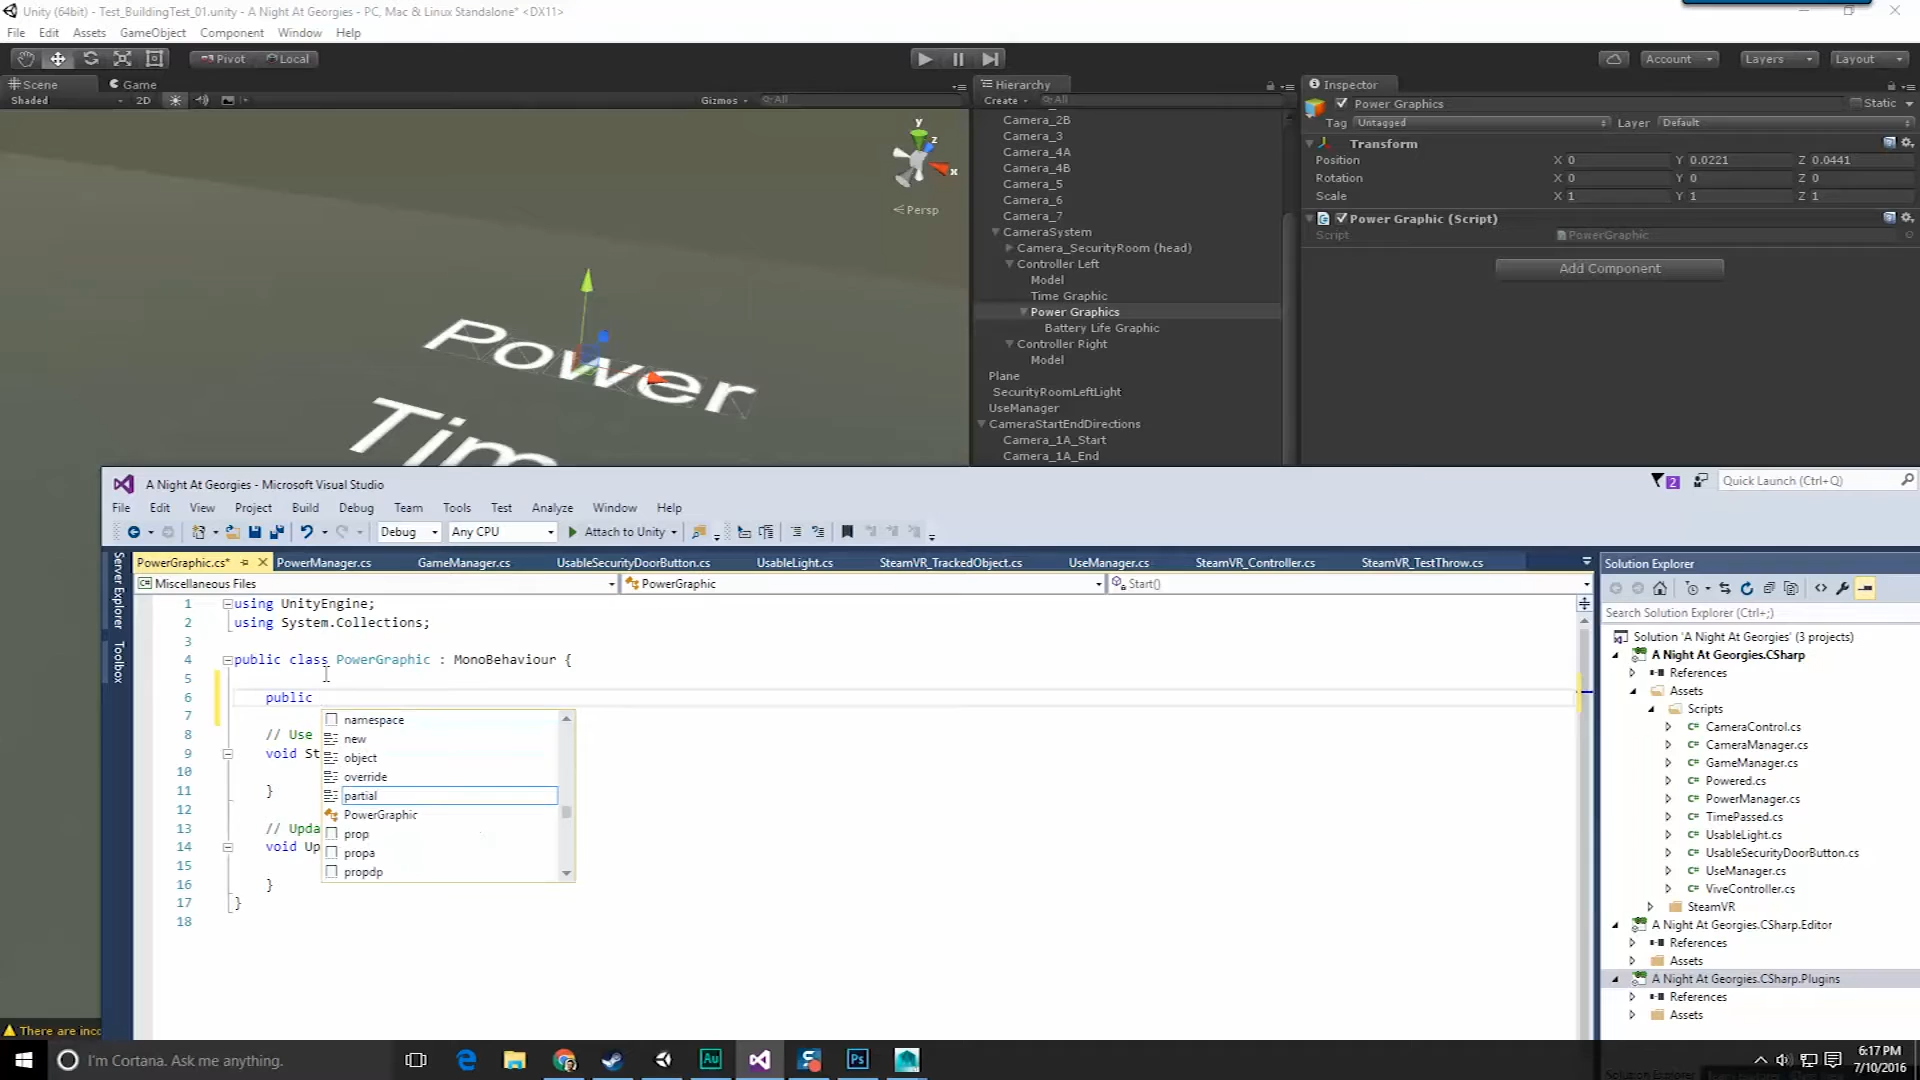 Unity (64bit) - Test_BuildingTest_01.unity - A Night At Georgies - PC, Mac & Linux Standalone* <DX11>
File Edit Assets GameObject Component Window Help
Pivot Local
Account Layers Layout
Scene Game
Shaded 2D Gizmos All
y z x
Persp
Power
Tim
Hierarchy
Create All
Camera_2B
Camera_3
Camera_4A
Camera_4B
Camera_5
Camera_6
Camera_7
CameraSystem
Camera_SecurityRoom (head)
Controller Left
Model
Time Graphic
Power Graphics
Battery Life Graphic
Controller Right
Model
Plane
SecurityRoomLeftLight
UseManager
CameraStartEndDirections
Camera_1A_Start
Camera_1A_End
Inspector
Power Graphics Static
Tag Untagged Layer Default
Transform
Position X 0 Y 0.0221 Z 0.0441
Rotation X 0 Y 0 Z 0
Scale X 1 Y 1 Z 1
Power Graphic (Script)
Script PowerGraphic
Add Component
A Night At Georgies - Microsoft Visual Studio
2 Quick Launch (Ctrl+Q)
File Edit View Project Build Debug Team Tools Test Analyze Window Help
Debug Any CPU Attach to Unity
Server Explorer
Toolbox
PowerGraphic.cs* PowerManager.cs GameManager.cs UsableSecurityDoorButton.cs UsableLight.cs SteamVR_TrackedObject.cs UseManager.cs SteamVR_Controller.cs SteamVR_TestThrow.cs
Miscellaneous Files PowerGraphic Start()
1 using UnityEngine;
2 using System.Collections;
3
4 public class PowerGraphic : MonoBehaviour {
5
6 public
7
8 // Use
9 void St
10
11 }
12
13 // Upda
14 void Up
15
16 }
17 }
18
namespace
new
object
override
partial
PowerGraphic
prop
propa
propdp
Solution Explorer
Search Solution Explorer (Ctrl+;)
Solution 'A Night At Georgies' (3 projects)
A Night At Georgies.CSharp
References
Assets
Scripts
C# CameraControl.cs
C# CameraManager.cs
C# GameManager.cs
C# Powered.cs
C# PowerManager.cs
C# TimePassed.cs
C# UsableLight.cs
C# UsableSecurityDoorButton.cs
C# UseManager.cs
C# ViveController.cs
SteamVR
A Night At Georgies.CSharp.Editor
References
Assets
A Night At Georgies.CSharp.Plugins
References
Assets
There are inco
I'm Cortana. Ask me anything.
Au
Ps
6:17 PM
7/10/2016